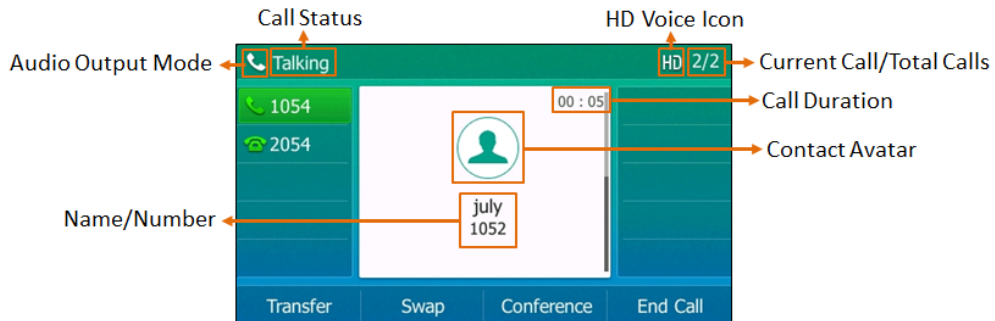 Call Status
HD Voice Icon
Audio Output Mode
Talking
HD 2/2
Current Call/Total Calls
1054
00 : 05
Call Duration
2054
Contact Avatar
Name/Number
july
1052
Transfer Swap Conference End Call